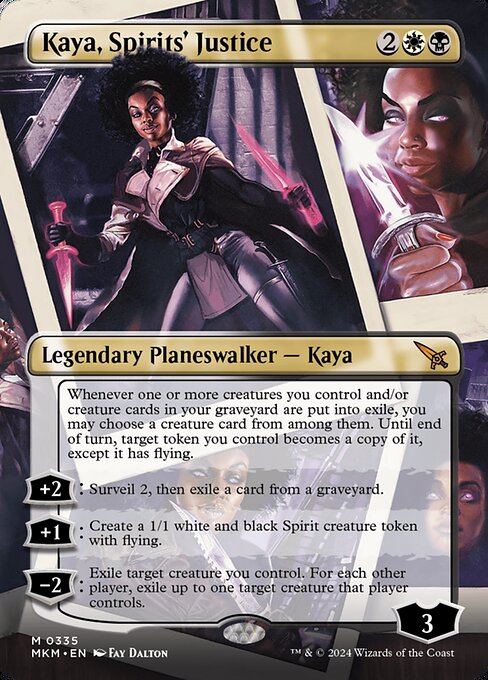 Kaya, Spirits' Justice 2
Legendary Planeswalker — Kaya
Whenever one or more creatures you control and/or
creature cards in your graveyard are put into exile, you
may choose a creature card from among them. Until end
of turn, target token you control becomes a copy of it,
except it has flying.
+2 : Surveil 2, then exile a card from a graveyard.
+1 : Create a 1/1 white and black Spirit creature token
with flying.
−2 : Exile target creature you control. For each other
player, exile up to one target creature that player
controls.
3
M 0335
MKM • EN Fay Dalton
™ & © 2024 Wizards of the Coast